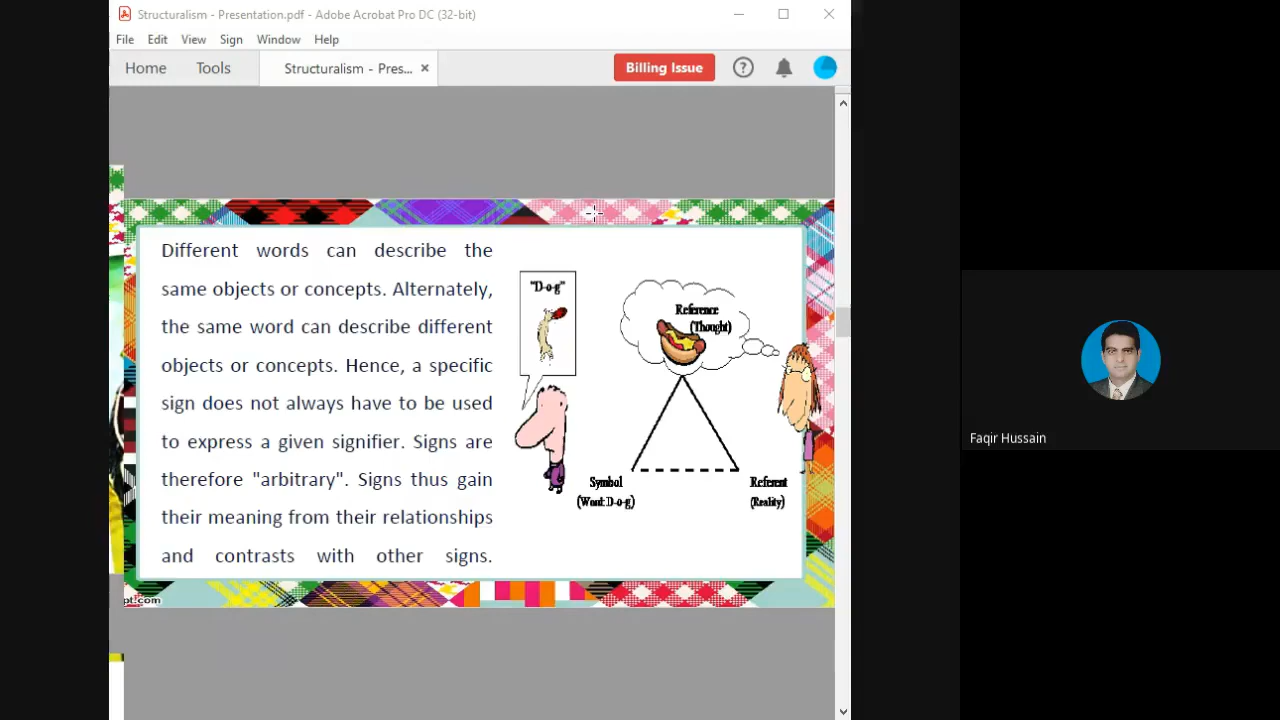 Structuralism - Presentation.pdf - Adobe Acrobat Pro DC (32-bit)
File Edit View Sign Window Help
Home Tools Structuralism - Pres... × Billing Issue
Different words can describe the
same objects or concepts. Alternately,
the same word can describe different
objects or concepts. Hence, a specific
sign does not always have to be used
to express a given signifier. Signs are
therefore "arbitrary". Signs thus gain
their meaning from their relationships
and contrasts with other signs.
"D-o-g"
Reference
(Thought)
Symbol
(Word: D-o-g)
Referent
(Reality)
pt!.com
Faqir Hussain